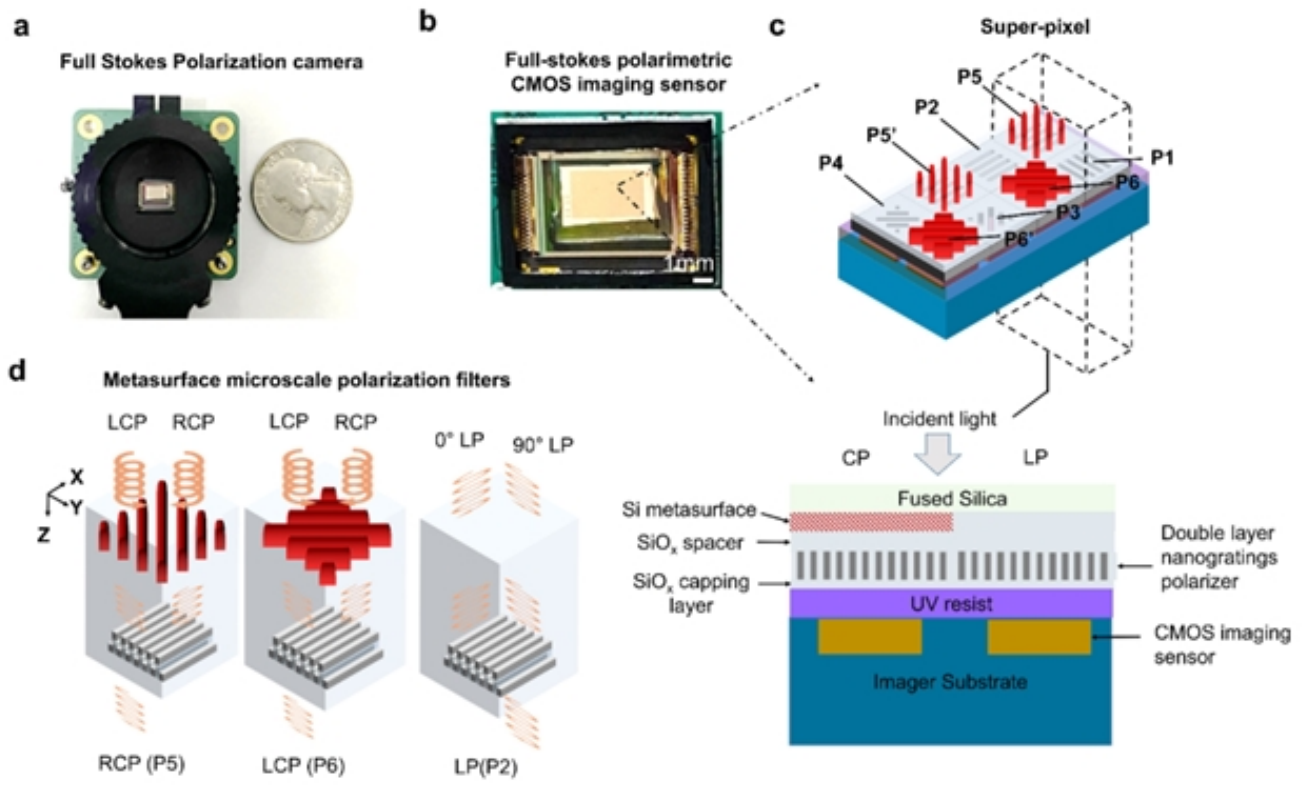 a
Full Stokes Polarization camera
b
Full-stokes polarimetric
CMOS imaging sensor
1mm
c
Super-pixel
P5
P2
P5'
P4
P1
P6
P3
P6'
d
Metasurface microscale polarization filters
LCP RCP
LCP RCP
0° LP 90° LP
X
Y
Z
RCP (P5)
LCP (P6)
LP(P2)
Incident light
CP LP
Fused Silica
Si metasurface
SiOₓ spacer
SiOₓ capping
layer
Double layer
nanogratings
polarizer
UV resist
CMOS imaging
sensor
Imager Substrate